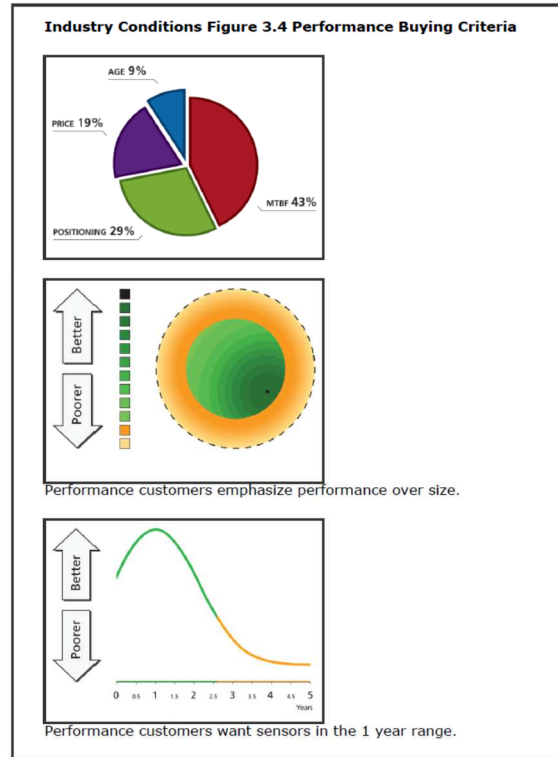 Industry Conditions Figure 3.4 Performance Buying Criteria
AGE 9%
PRICE 19%
MTBF 43%
POSITIONING 29%
Better
Poorer
Performance customers emphasize performance over size.
Better
Poorer
0 0.5 1 1.5 2 2.5 3 3.5 4 4.5 5
Years
Performance customers want sensors in the 1 year range.